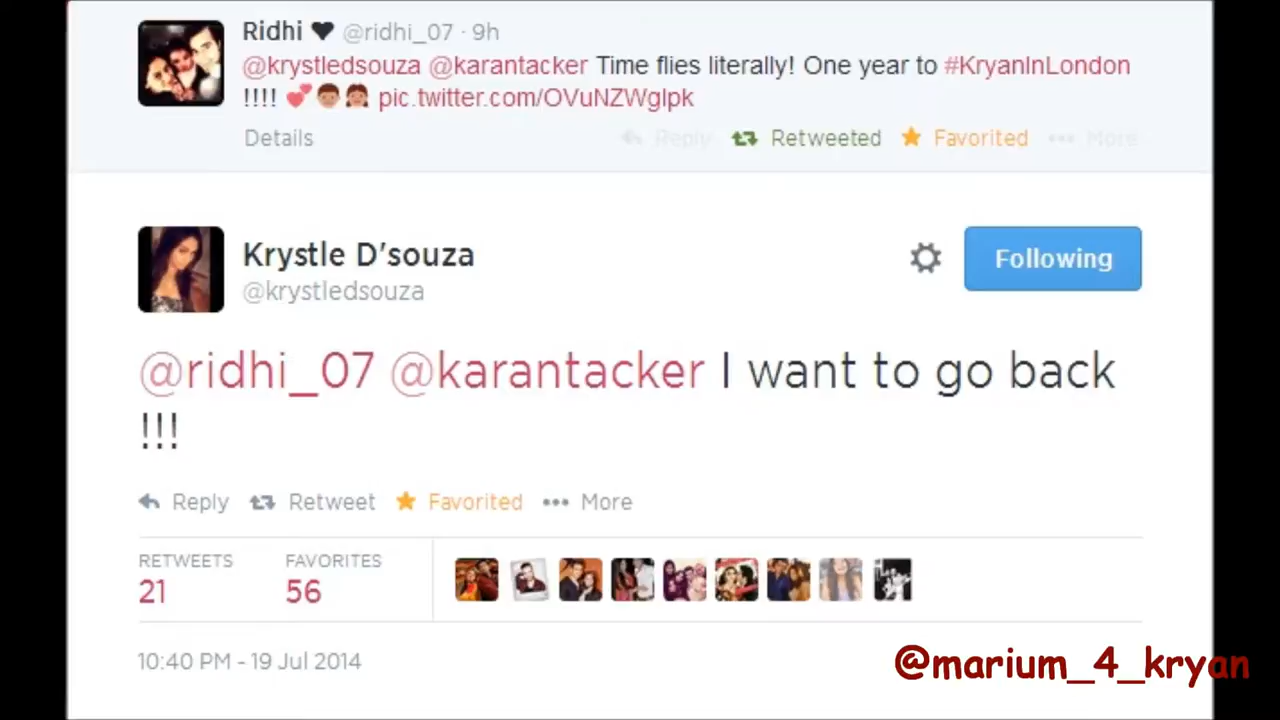 Ridhi ❤ @ridhi_07 · 9h
@krystledsouza @karantacker Time flies literally! One year to #KryanInLondon
!!!! 💕👦🏽👧🏽 pic.twitter.com/OVuNZWglpk
Details Reply Retweeted Favorited More
Krystle D'souza Following
@krystledsouza
@ridhi_07 @karantacker I want to go back
!!!
Reply Retweet Favorited More
RETWEETS FAVORITES
21 56
10:40 PM - 19 Jul 2014
@marium_4_kryan